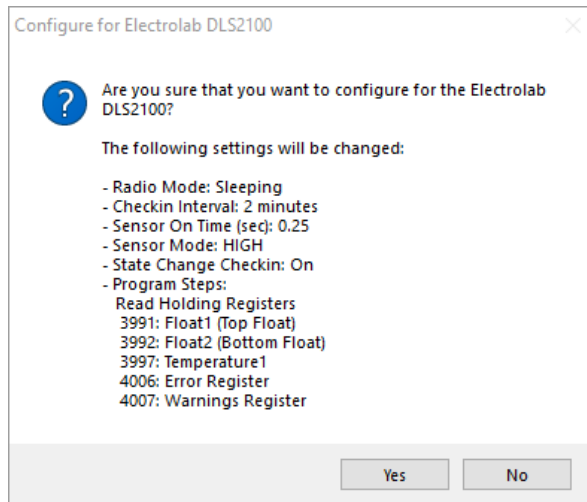 Configure for Electrolab DLS2100
?
Are you sure that you want to configure for the Electrolab
DLS2100?
The following settings will be changed:
- Radio Mode: Sleeping
- Checkin Interval: 2 minutes
- Sensor On Time (sec): 0.25
- Sensor Mode: HIGH
- State Change Checkin: On
- Program Steps:
Read Holding Registers
3991: Float1 (Top Float)
3992: Float2 (Bottom Float)
3997: Temperature1
4006: Error Register
4007: Warnings Register
Yes No